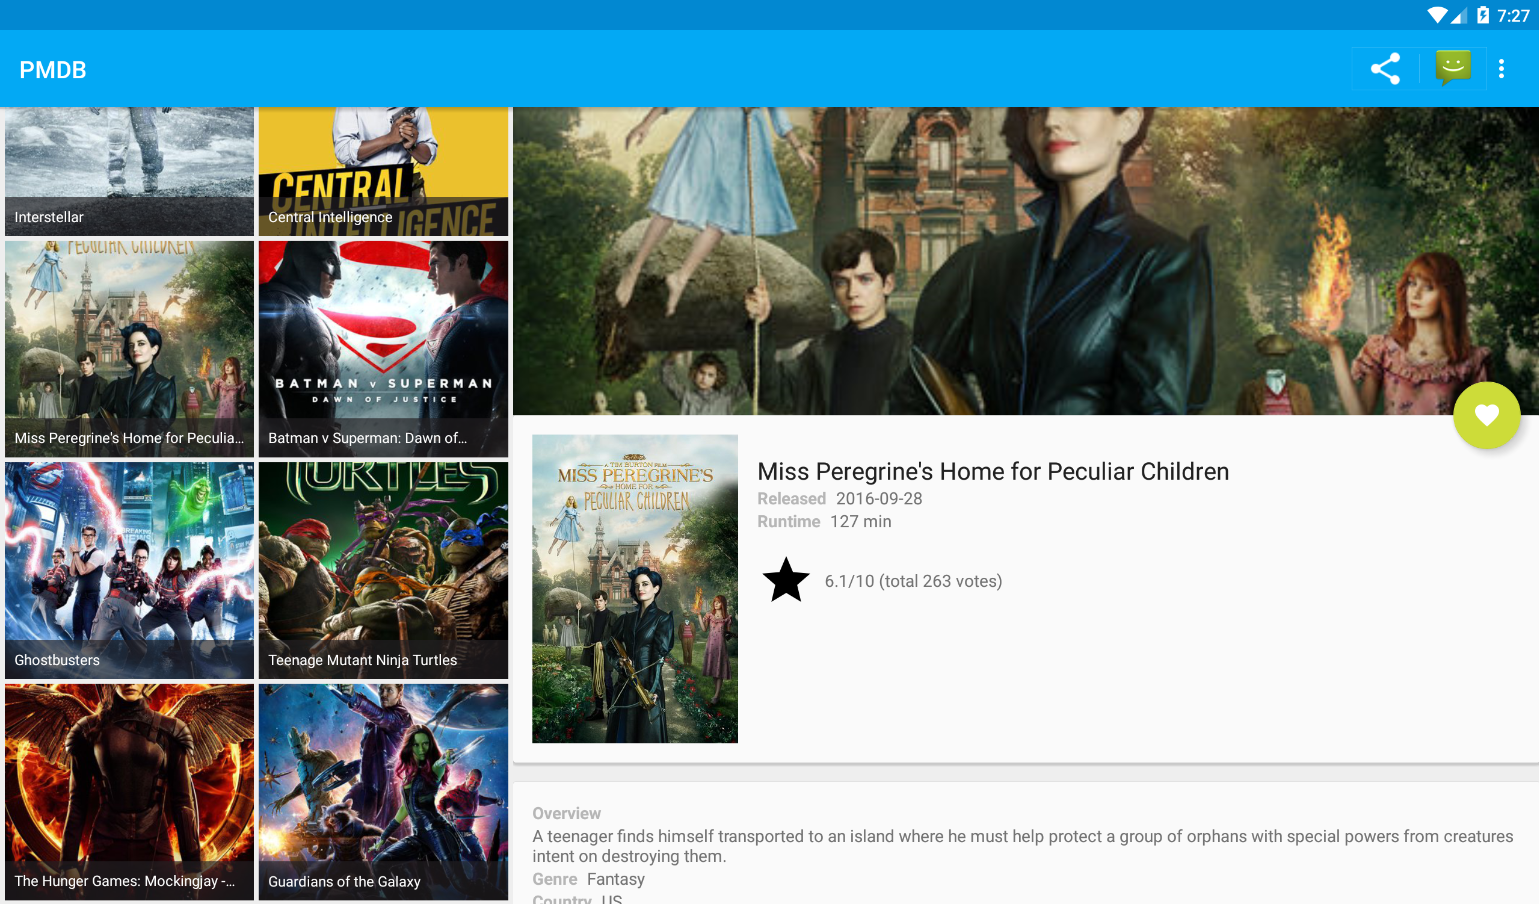 7:27
PMDB
Interstellar
CENTRAL
INTELLIGENCE
Central Intelligence
PECULIAR CHILDREN
Miss Peregrine's Home for Peculia...
BATMAN v SUPERMAN
DAWN OF JUSTICE
Batman v Superman: Dawn of...
Ghostbusters
TURTLES
Teenage Mutant Ninja Turtles
The Hunger Games: Mockingjay -...
Guardians of the Galaxy
A TIM BURTON FILM
MISS PEREGRINE'S
HOME FOR
PECULIAR CHILDREN
Miss Peregrine's Home for Peculiar Children
Released 2016-09-28
Runtime 127 min
6.1/10 (total 263 votes)
Overview
A teenager finds himself transported to an island where he must help protect a group of orphans with special powers from creatures
intent on destroying them.
Genre Fantasy
Country US